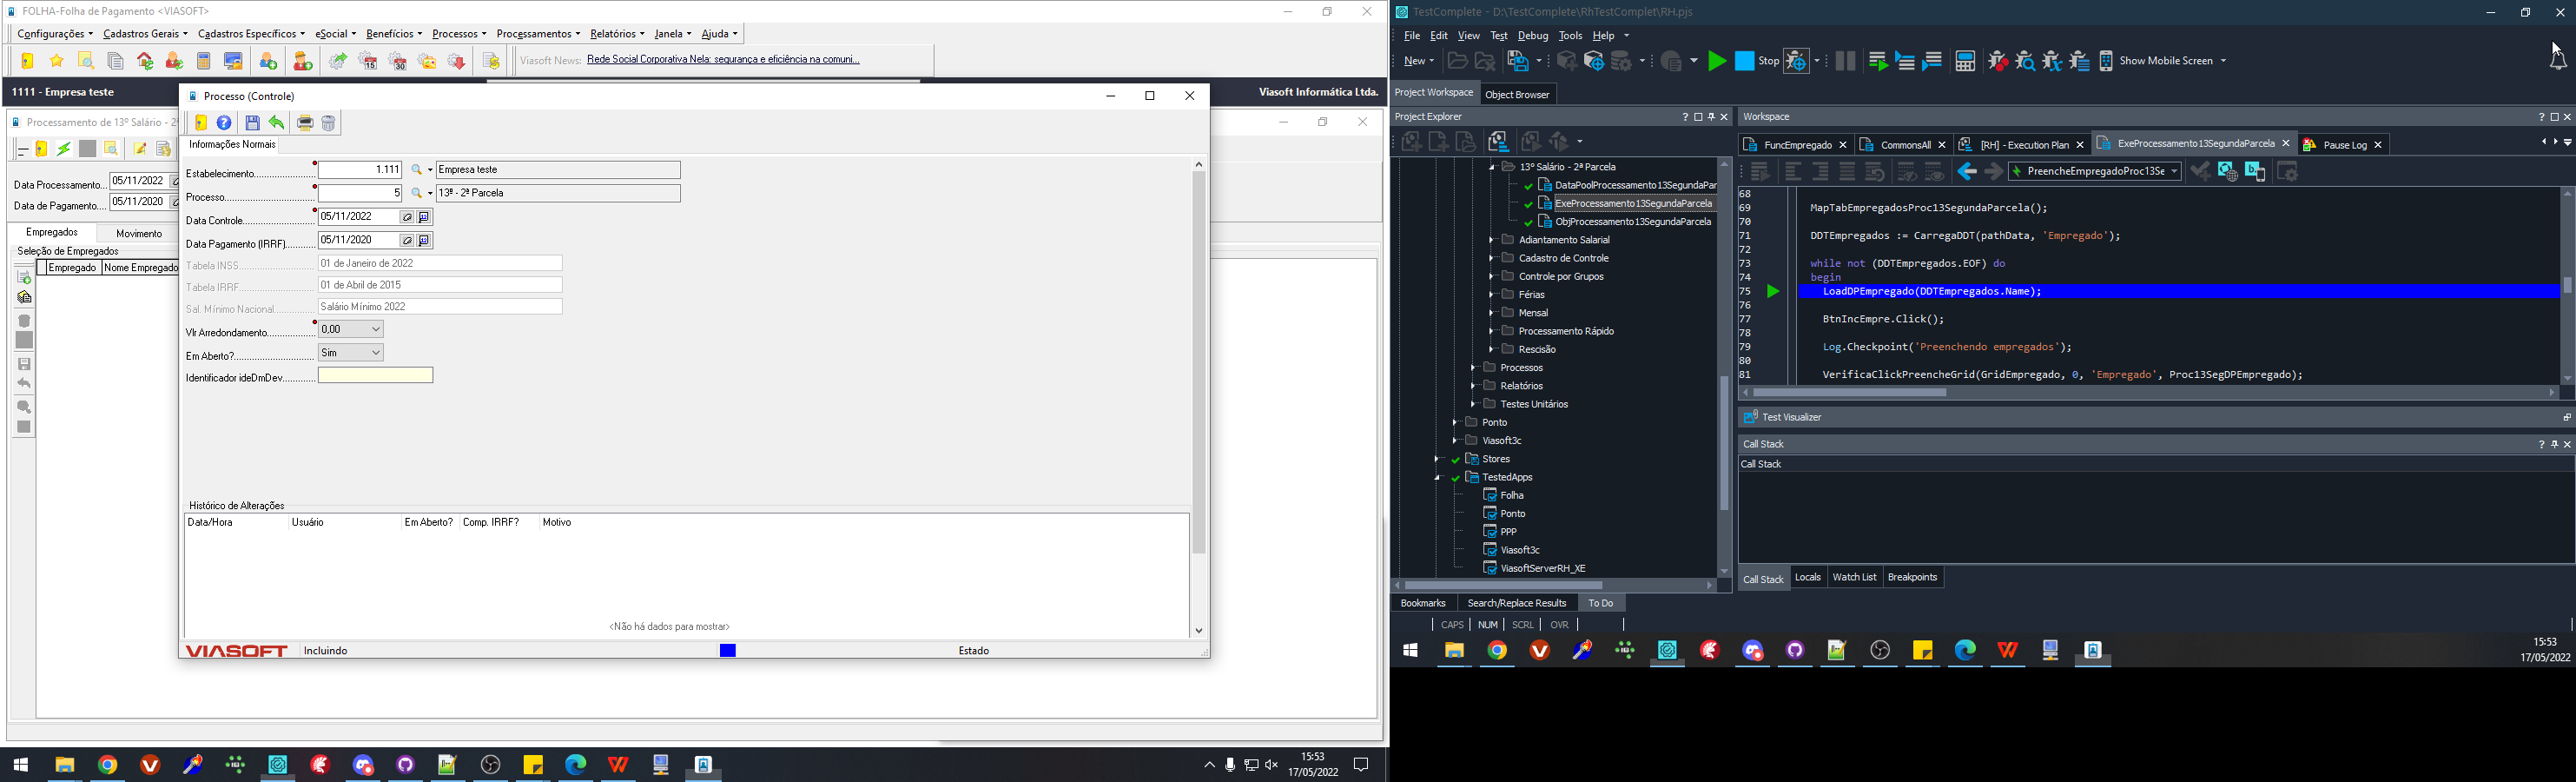 FOLHA-Folha de Pagamento <VIASOFT>
Configurações Cadastros Gerais Cadastros Específicos eSocial Benefícios Processos Processamentos Relatórios Janela Ajuda
Viasoft News: Rede Social Corporativa Nela: segurança e eficiência na comuni...
1111 - Empresa teste
Viasoft Informática Ltda.
Processamento de 13º Salário - 2ª
Data Processamento... 05/11/2022
Data de Pagamento.... 05/11/2020
Empregados Movimento
Seleção de Empregados
Empregado Nome Empregado
Processo (Controle)
Informações Normais
Estabelecimento 1.111 Empresa teste
Processo 5 13º - 2ª Parcela
Data Controle 05/11/2022
Data Pagamento (IRRF) 05/11/2020
Tabela INSS 01 de Janeiro de 2022
Tabela IRRF 01 de Abril de 2015
Sal. Mínimo Nacional Salário Mínimo 2022
Vlr Arredondamento 0,00
Em Aberto? Sim
Identificador ideDmDev
Histórico de Alterações
Data/Hora Usuário Em Aberto? Comp. IRRF? Motivo
<Não há dados para mostrar>
VIASOFT Incluindo Estado
15:53
17/05/2022
TestComplete - D:\TestComplete\RhTestComplet\RH.pjs
File Edit View Test Debug Tools Help
New Stop Show Mobile Screen
Project Workspace Object Browser
Project Explorer
13º Salário - 2ª Parcela
DataPoolProcessamento13SegundaPar
ExeProcessamento13SegundaParcela
ObjProcessamento13SegundaParcela
Adiantamento Salarial
Cadastro de Controle
Controle por Grupos
Férias
Mensal
Processamento Rápido
Rescisão
Processos
Relatórios
Testes Unitários
Ponto
Viasoft3c
Stores
TestedApps
Folha
Ponto
PPP
Viasoft3c
ViasoftServerRH_XE
Bookmarks Search/Replace Results To Do
CAPS NUM SCRL OVR
Workspace
FuncEmpregado CommonsAll [RH] - Execution Plan ExeProcessamento13SegundaParcela Pause Log
PreencheEmpregadoProc13Se
68
69 MapTabEmpregadosProc13SegundaParcela();
70
71 DDTEmpregados := CarregaDDT(pathData, 'Empregado');
72
73 while not (DDTEmpregados.EOF) do
74 begin
75 LoadDPEmpregado(DDTEmpregados.Name);
76
77 BtnIncEmpre.Click();
78
79 Log.Checkpoint('Preenchendo empregados');
80
81 VerificaClickPreencheGrid(GridEmpregado, 0, 'Empregado', Proc13SegDPEmpregado);
Test Visualizer
Call Stack
Call Stack
Call Stack Locals Watch List Breakpoints
15:53
17/05/2022